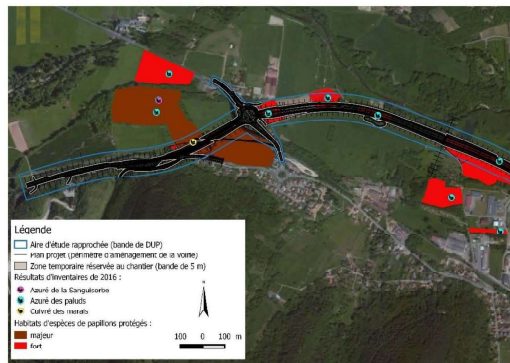 Légende
Aire d'étude rapprochée (bande de DUP)
Plan projet (périmètre d'aménagement de la voirie)
Zone temporaire réservée au chantier (bande de 5 m)
Résultats d'inventaires de 2016 :
Azuré de la Sanguisorbe
Azuré des paluds
Cuivré des marais
Habitats d'espèces de papillons protégés :
majeur
fort
N
100 0 100 m